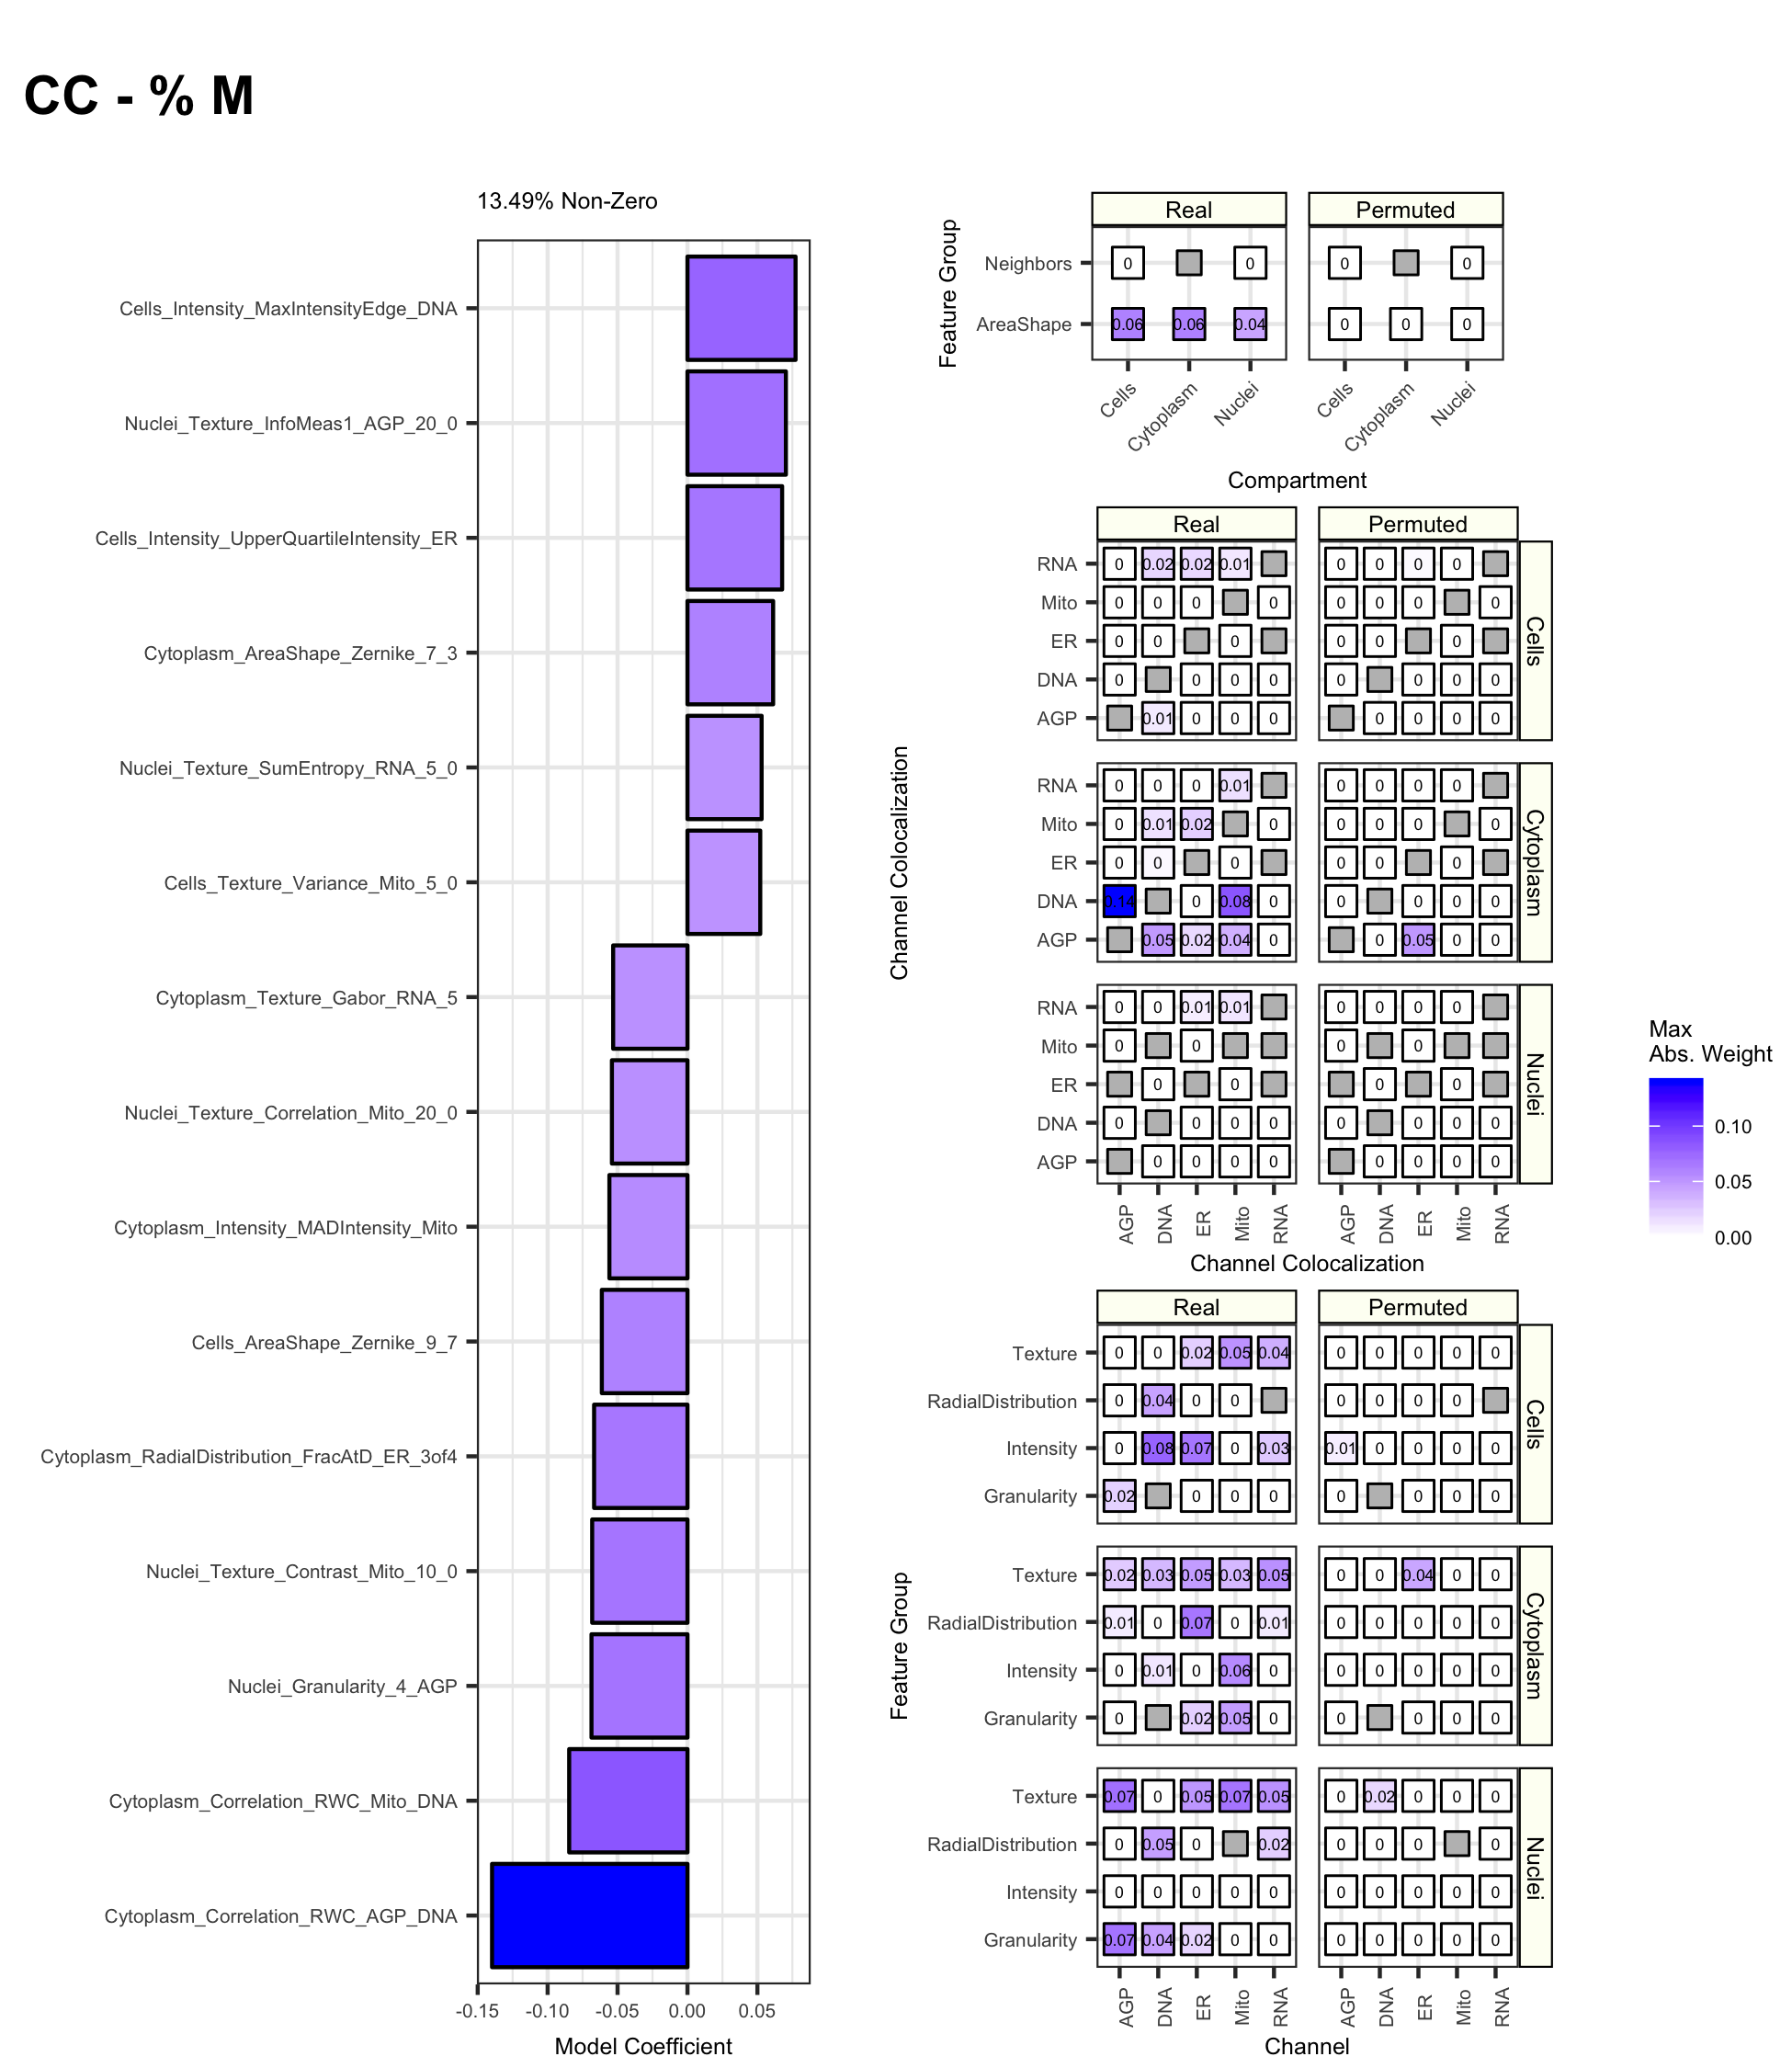 CC - % M
13.49% Non-Zero
Cells_Intensity_MaxIntensityEdge_DNA
Nuclei_Texture_InfoMeas1_AGP_20_0
Cells_Intensity_UpperQuartileIntensity_ER
Cytoplasm_AreaShape_Zernike_7_3
Nuclei_Texture_SumEntropy_RNA_5_0
Cells_Texture_Variance_Mito_5_0
Cytoplasm_Texture_Gabor_RNA_5
Nuclei_Texture_Correlation_Mito_20_0
Cytoplasm_Intensity_MADIntensity_Mito
Cells_AreaShape_Zernike_9_7
Cytoplasm_RadialDistribution_FracAtD_ER_3of4
Nuclei_Texture_Contrast_Mito_10_0
Nuclei_Granularity_4_AGP
Cytoplasm_Correlation_RWC_Mito_DNA
Cytoplasm_Correlation_RWC_AGP_DNA
-0.15 -0.10 -0.05 0.00 0.05
Model Coefficient
Real Permuted
Feature Group
Neighbors 0 0 0 0
AreaShape 0.06 0.06 0.04 0 0 0
Cells Cytoplasm Nuclei Cells Cytoplasm Nuclei
Compartment
Real Permuted
Channel Colocalization
RNA 0 0.02 0.02 0.01 0 0 0 0
Mito 0 0 0 0 0 0 0 0
ER 0 0 0 0 0 0
DNA 0 0 0 0 0 0 0 0
AGP 0.01 0 0 0 0 0 0 0
Cells
RNA 0 0 0 0.01 0 0 0 0
Mito 0 0.01 0.02 0 0 0 0 0
ER 0 0 0 0 0 0
DNA 0.14 0 0.08 0 0 0 0 0
AGP 0.05 0.02 0.04 0 0 0.05 0 0
Cytoplasm
RNA 0 0 0.01 0.01 0 0 0 0
Mito 0 0 0 0
ER 0 0 0 0
DNA 0 0 0 0 0 0 0 0
AGP 0 0 0 0 0 0 0 0
Nuclei
AGP DNA ER Mito RNA AGP DNA ER Mito RNA
Channel Colocalization
Max
Abs. Weight
0.10
0.05
0.00
Real Permuted
Feature Group
Texture 0 0 0.02 0.05 0.04 0 0 0 0 0
RadialDistribution 0 0.04 0 0 0 0 0 0
Intensity 0 0.08 0.07 0 0.03 0.01 0 0 0 0
Granularity 0.02 0 0 0 0 0 0 0
Cells
Texture 0.02 0.03 0.05 0.03 0.05 0 0 0.04 0 0
RadialDistribution 0.01 0 0.07 0 0.01 0 0 0 0 0
Intensity 0 0.01 0 0.06 0 0 0 0 0 0
Granularity 0 0.02 0.05 0 0 0 0 0
Cytoplasm
Texture 0.07 0 0.05 0.07 0.05 0 0.02 0 0 0
RadialDistribution 0 0.05 0 0.02 0 0 0 0
Intensity 0 0 0 0 0 0 0 0 0 0
Granularity 0.07 0.04 0.02 0 0 0 0 0 0 0
Nuclei
AGP DNA ER Mito RNA AGP DNA ER Mito RNA
Channel